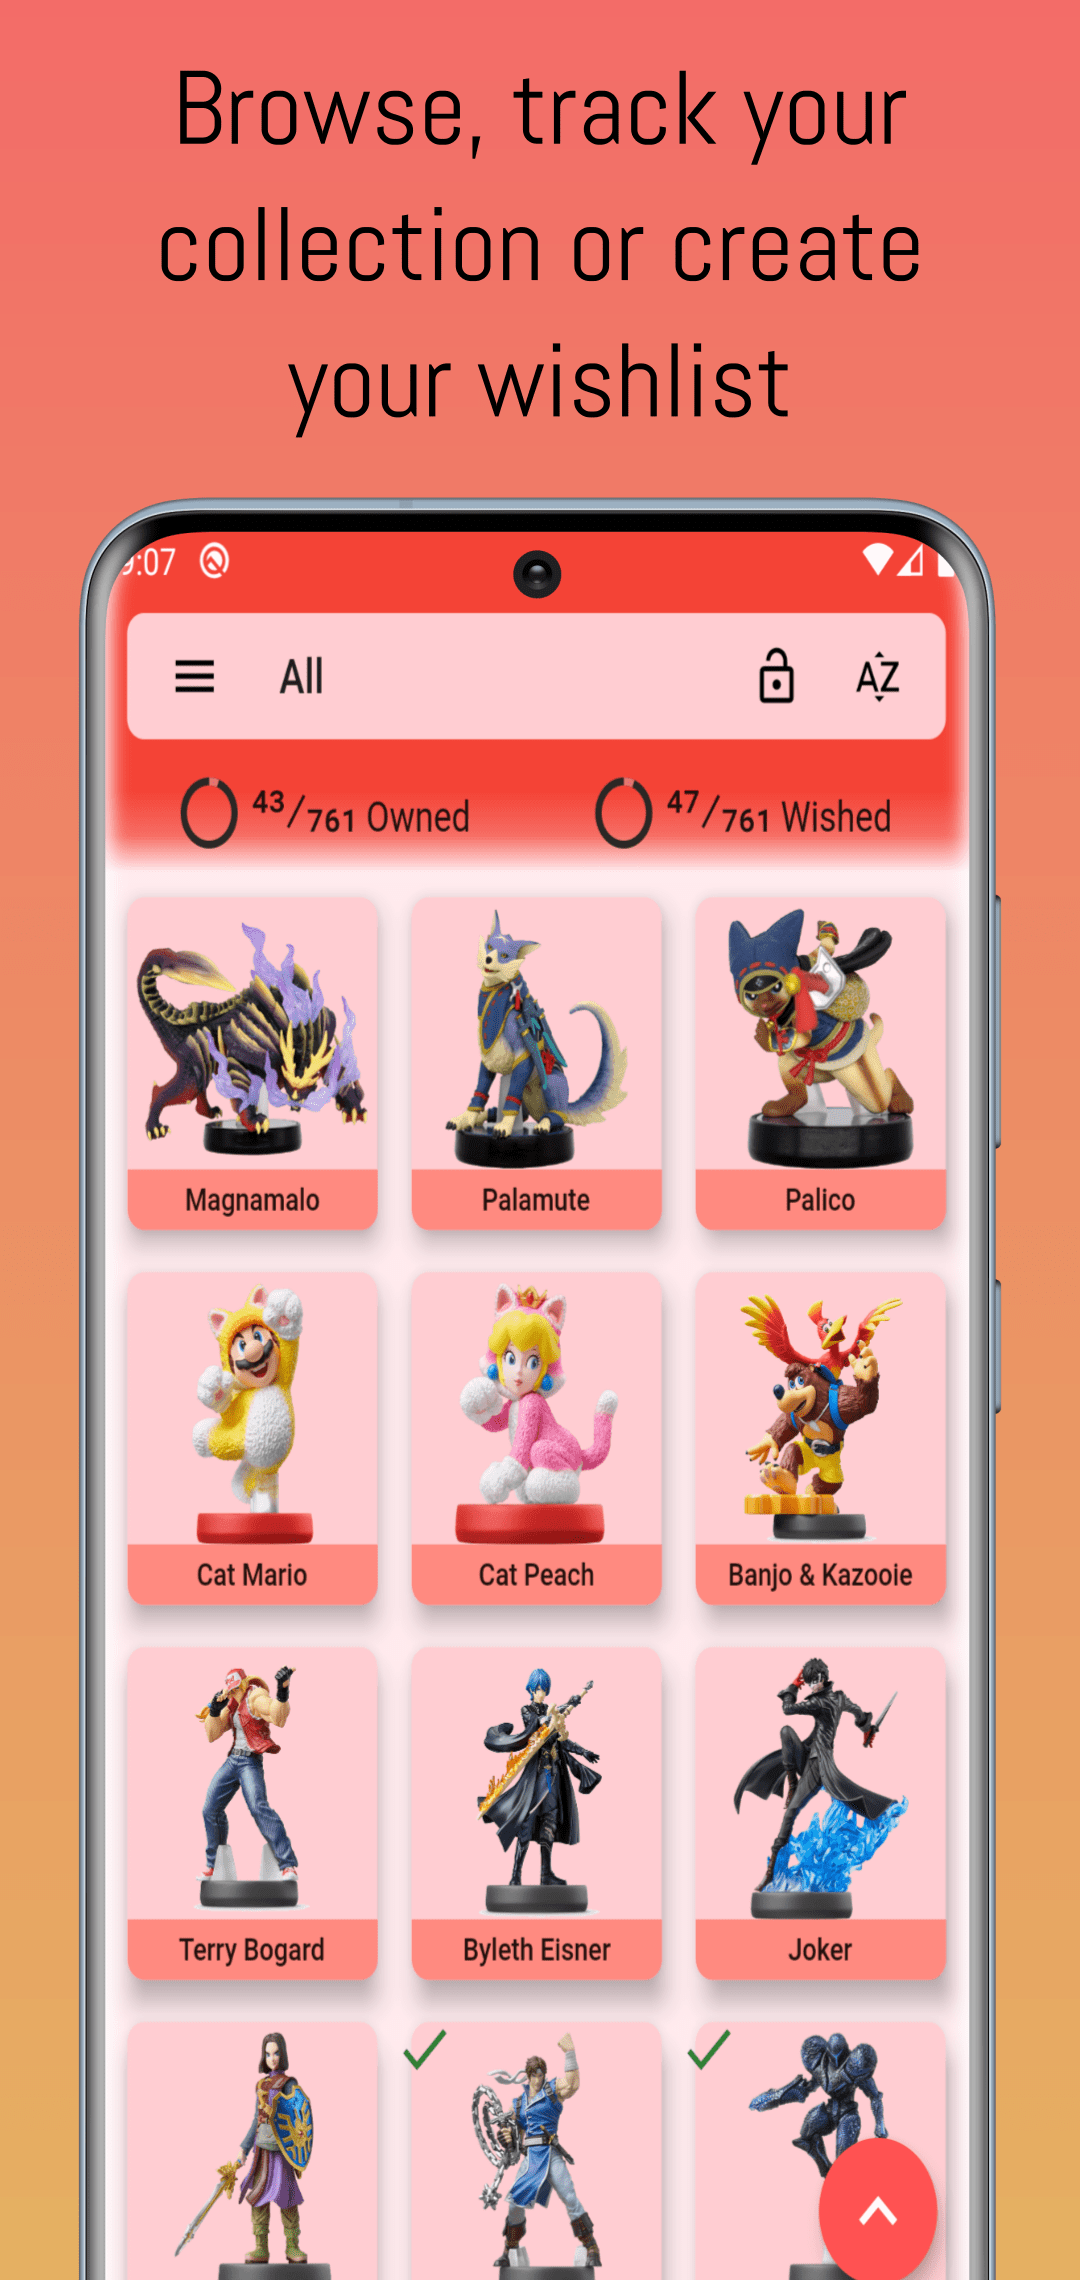 Browse, track your
collection or create
your wishlist
9:07
All
AZ
43/761 Owned
47/761 Wished
Magnamalo
Palamute
Palico
Cat Mario
Cat Peach
Banjo & Kazooie
Terry Bogard
Byleth Eisner
Joker